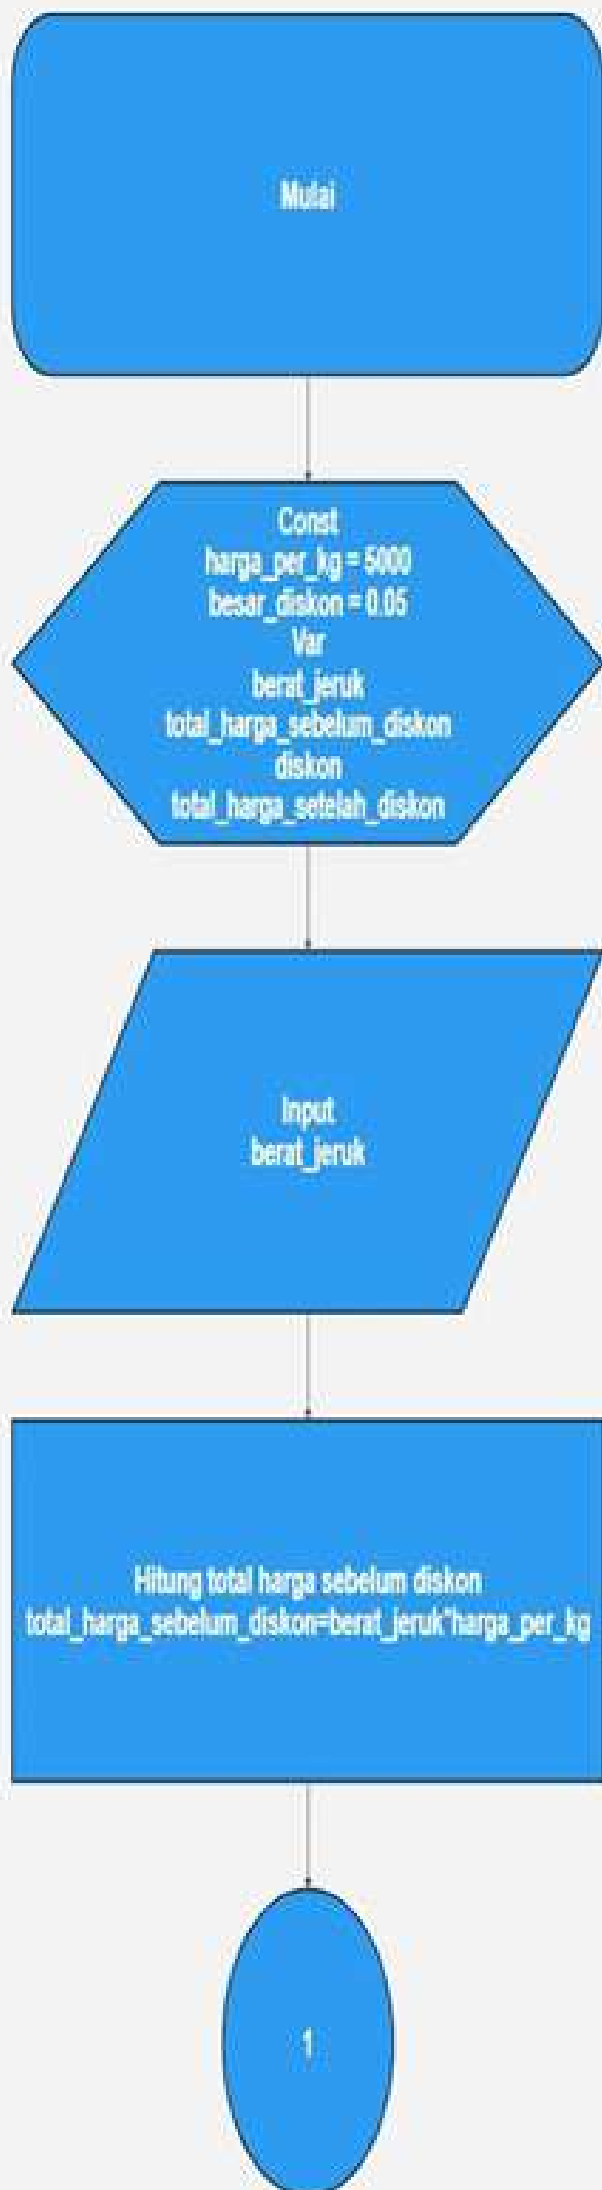 Mulai
Const
harga_per_kg = 5000
besar_diskon = 0.05
Var
berat_jeruk
total_harga_sebelum_diskon
diskon
total_harga_setelah_diskon
Input
berat_jeruk
Hitung total harga sebelum diskon
total_harga_sebelum_diskon=berat_jeruk*harga_per_kg
1